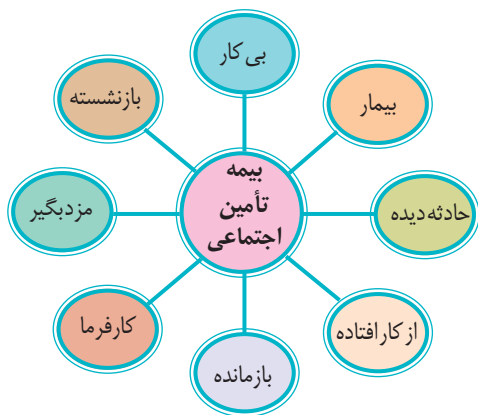 بی کار
بیمار
حادثه دیده
از کار افتاده
بازمانده
کارفرما
مزدبگیر
بازنشسته
بیمه
تأمین
اجتماعی